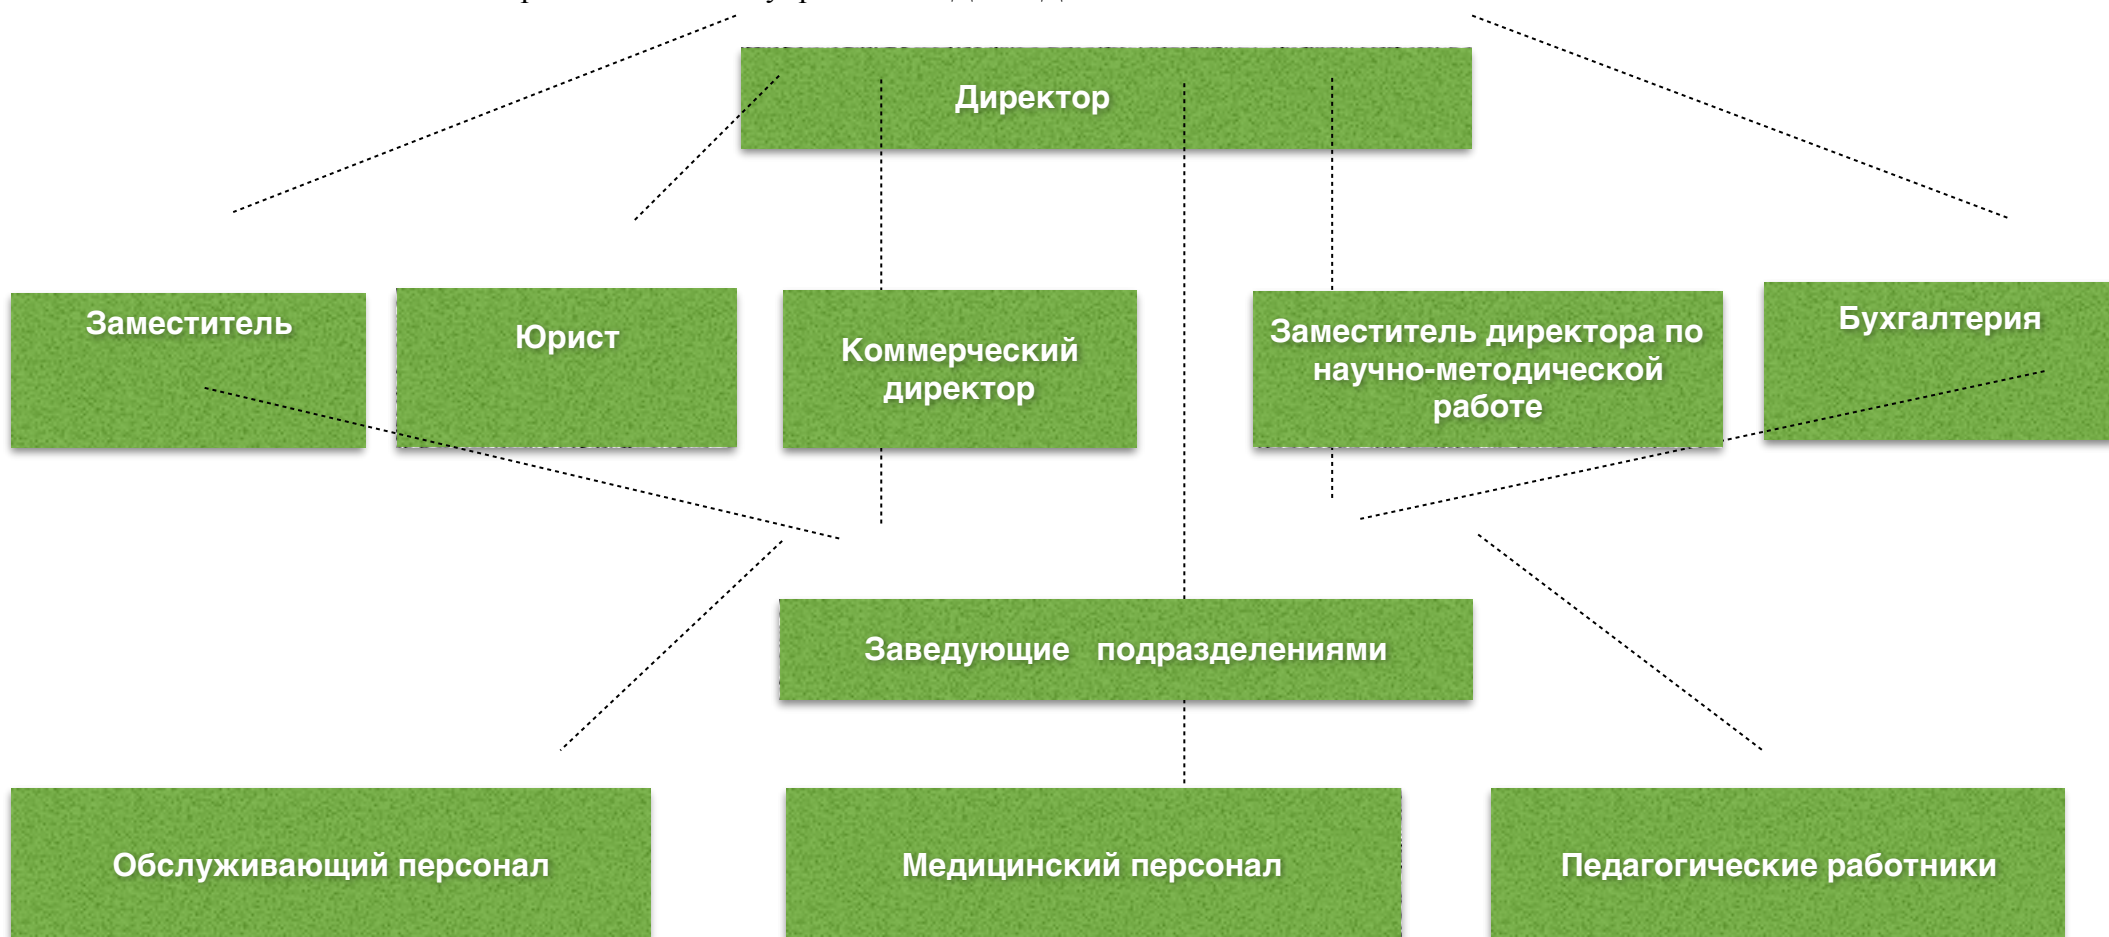 Директор
Заместитель
Юрист
Коммерческий
директор
Заместитель директора по
научно-методической
работе
Бухгалтерия
Заведующие подразделениями
Обслуживающий персонал
Медицинский персонал
Педагогические работники